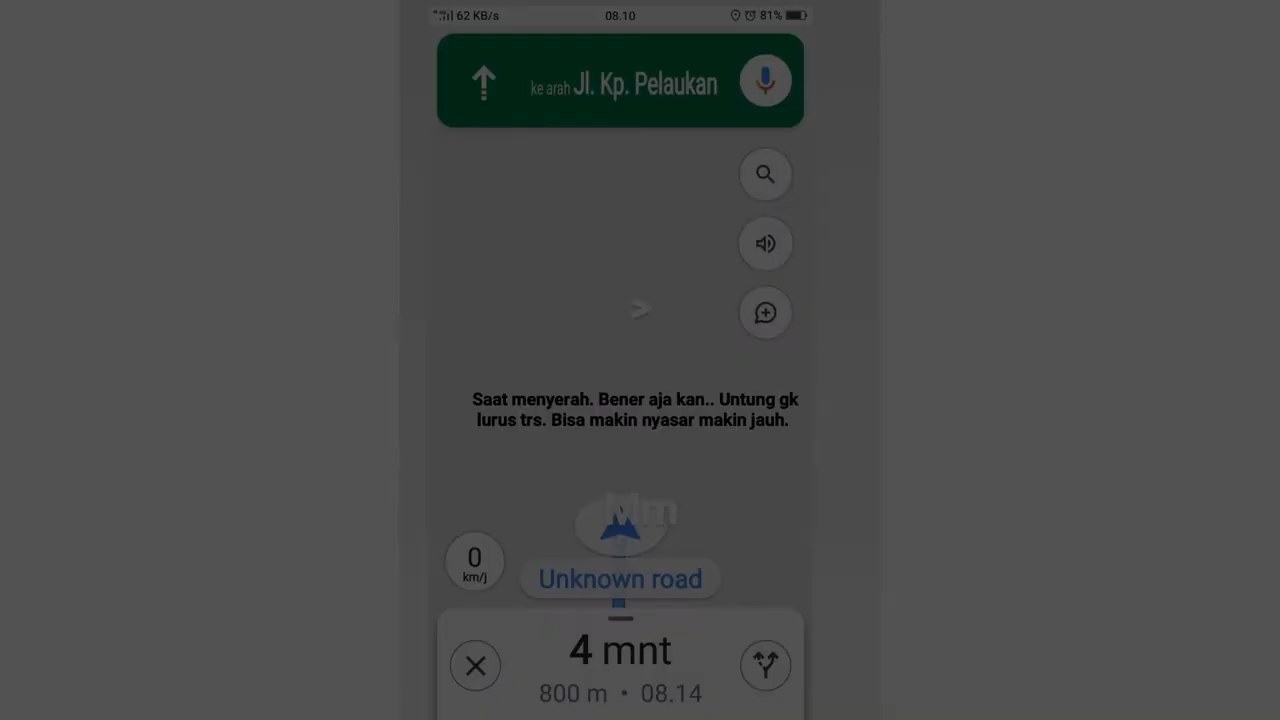 62 KB/s 08.10 81%
ke arah Jl. Kp. Pelaukan
>
Saat menyerah. Bener aja kan.. Untung gk
lurus trs. Bisa makin nyasar makin jauh.
Mm
0
km/j
Unknown road
4 mnt
800 m • 08.14